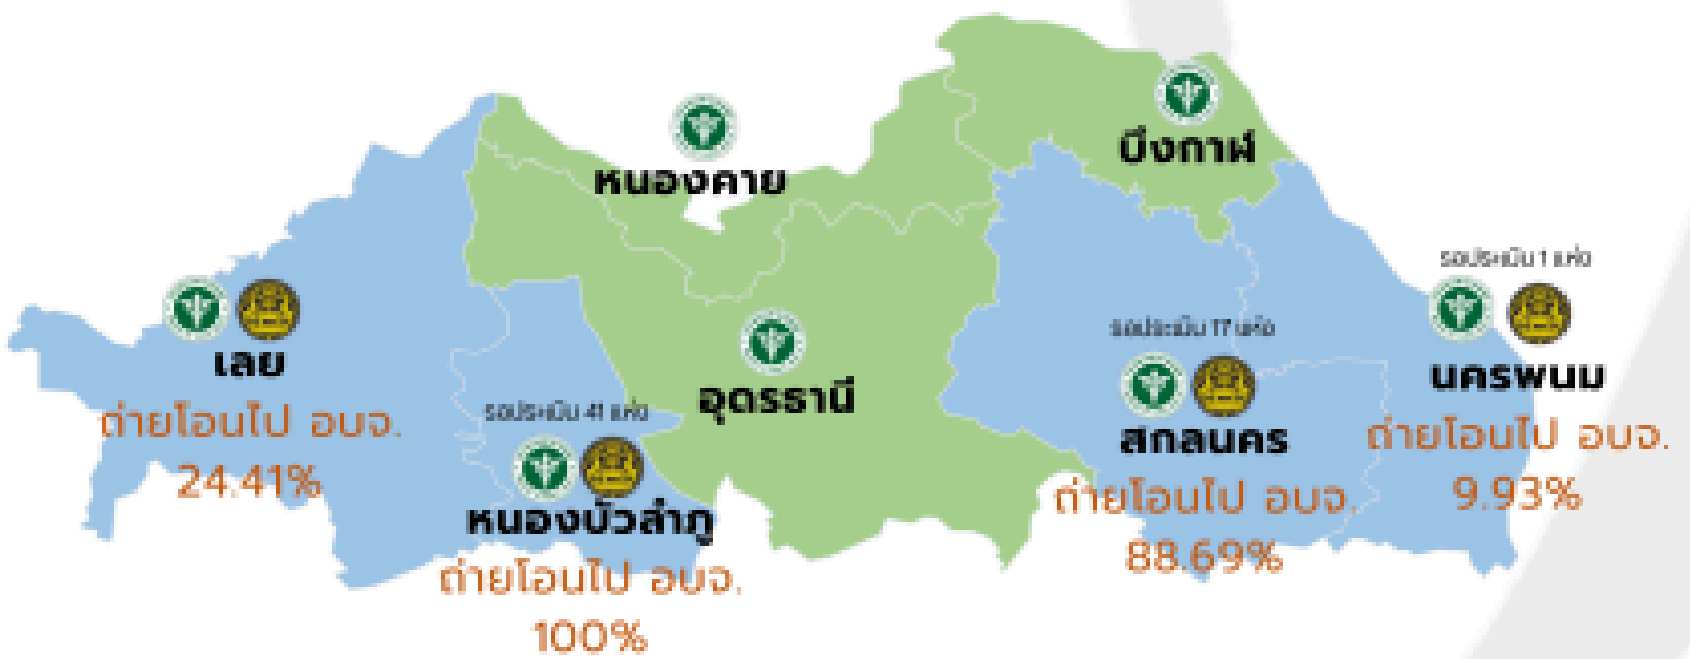 หนองคาย
บึงกาฬ
เลย
ถ่ายโอนไป อบจ.
24.41%
รอประเมิน 41 แห่ง
หนองบัวลำภู
ถ่ายโอนไป อบจ.
100%
อุดรธานี
รอประเมิน 17 แห่ง
สกลนคร
ถ่ายโอนไป อบจ.
88.69%
รอประเมิน 1 แห่ง
นครพนม
ถ่ายโอนไป อบจ.
9.93%